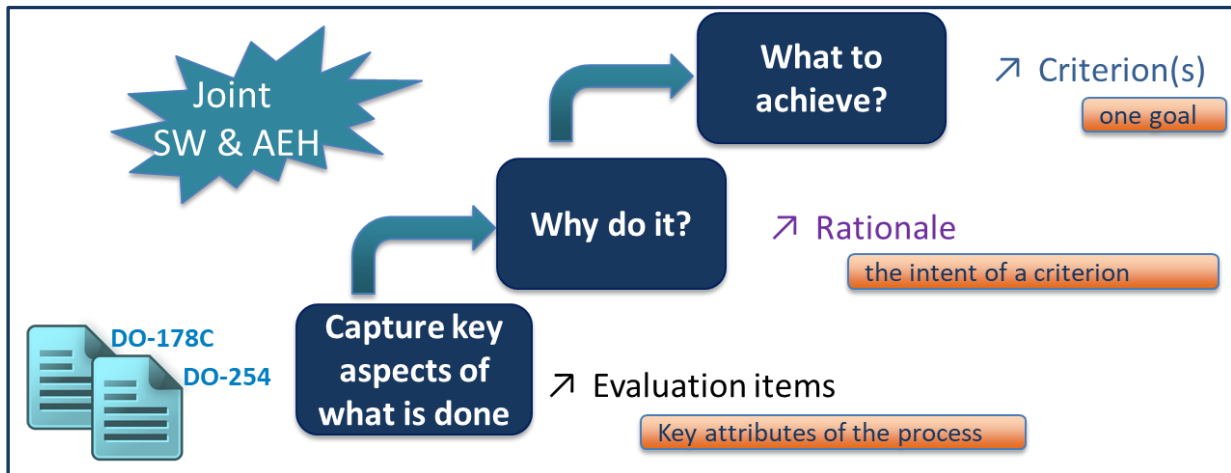 Joint
SW & AEH
What to
achieve?
↗ Criterion(s)
one goal
Why do it?
↗ Rationale
the intent of a criterion
DO-178C
DO-254
Capture key
aspects of
what is done
↗ Evaluation items
Key attributes of the process